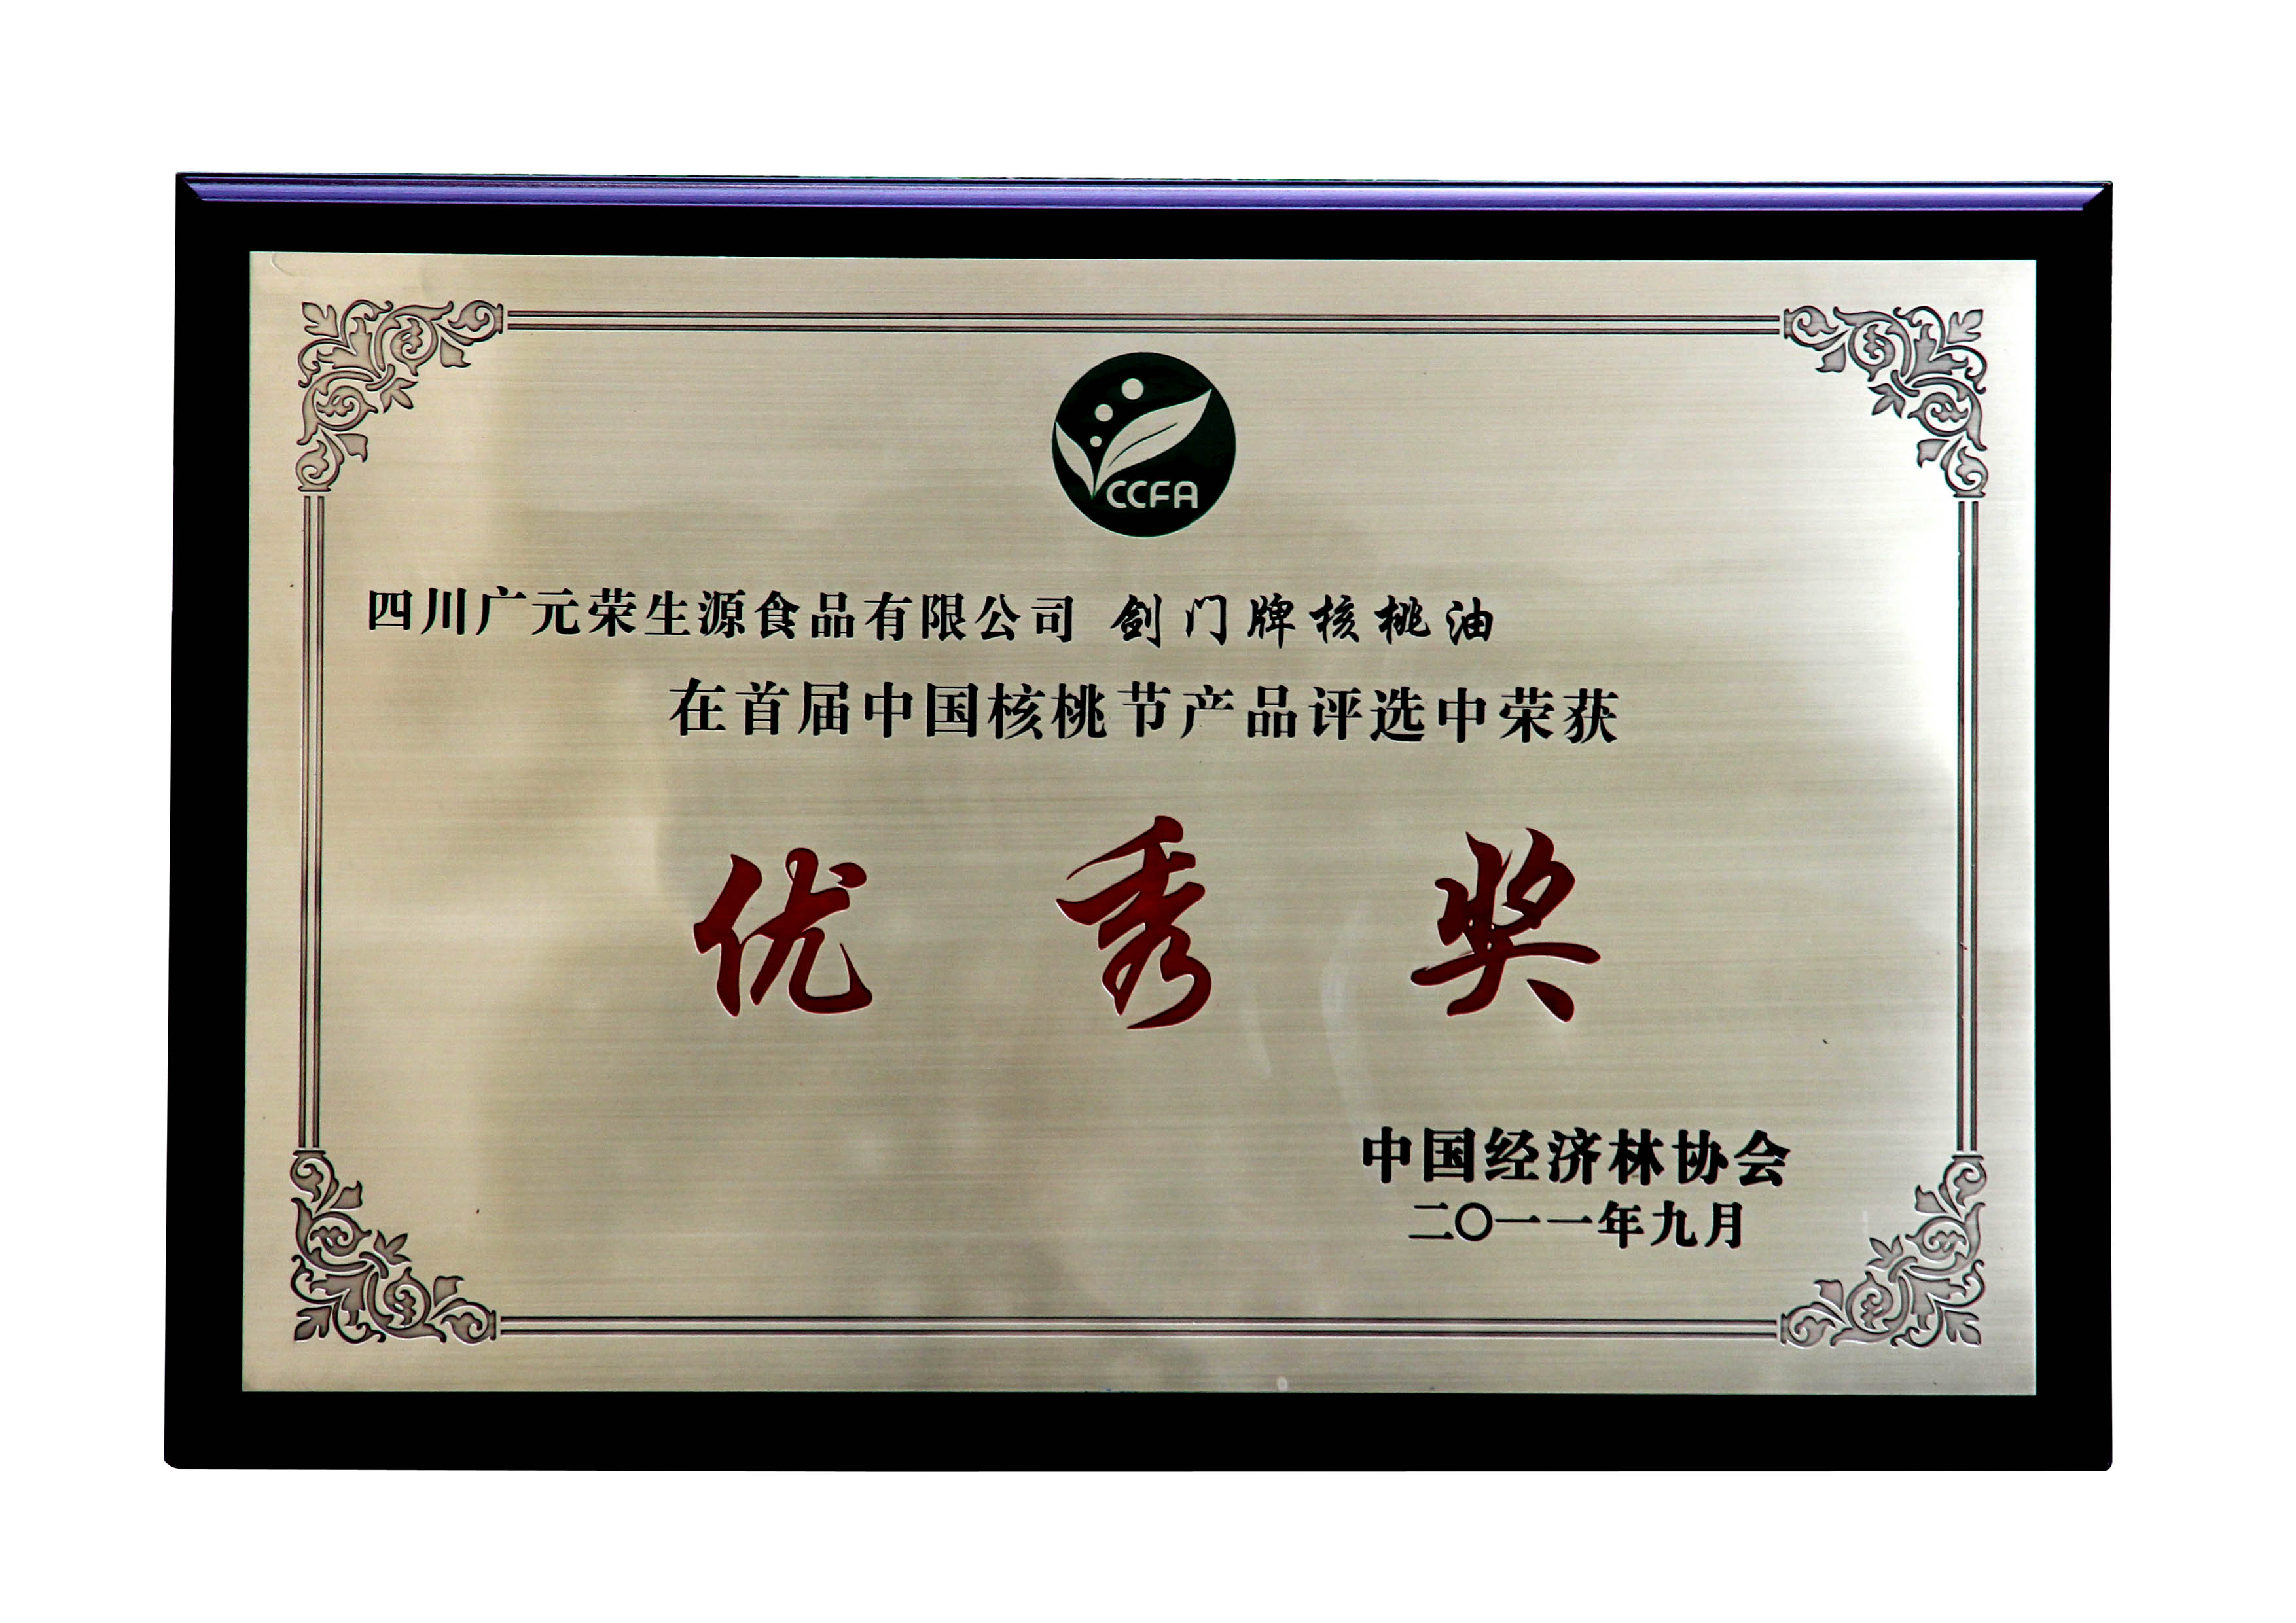 CCFA
四川广元荣生源食品有限公司 剑门牌核桃油
在首届中国核桃节产品评选中荣获
优秀奖
中国经济林协会
二〇一一年九月